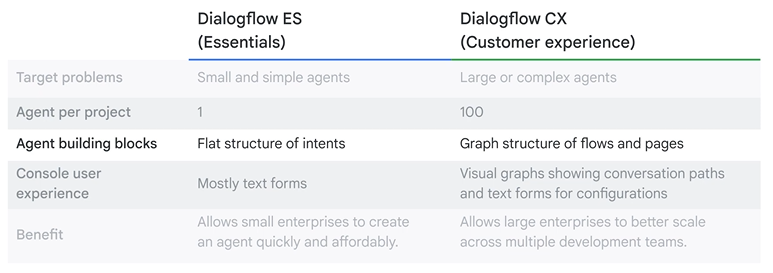 Dialogflow ES
(Essentials)
Dialogflow CX
(Customer experience)
Target problems
Small and simple agents
Large or complex agents
Agent per project
1
100
Agent building blocks
Flat structure of intents
Graph structure of flows and pages
Console user
experience
Mostly text forms
Visual graphs showing conversation paths
and text forms for configurations
Benefit
Allows small enterprises to create
an agent quickly and affordably.
Allows large enterprises to better scale
across multiple development teams.